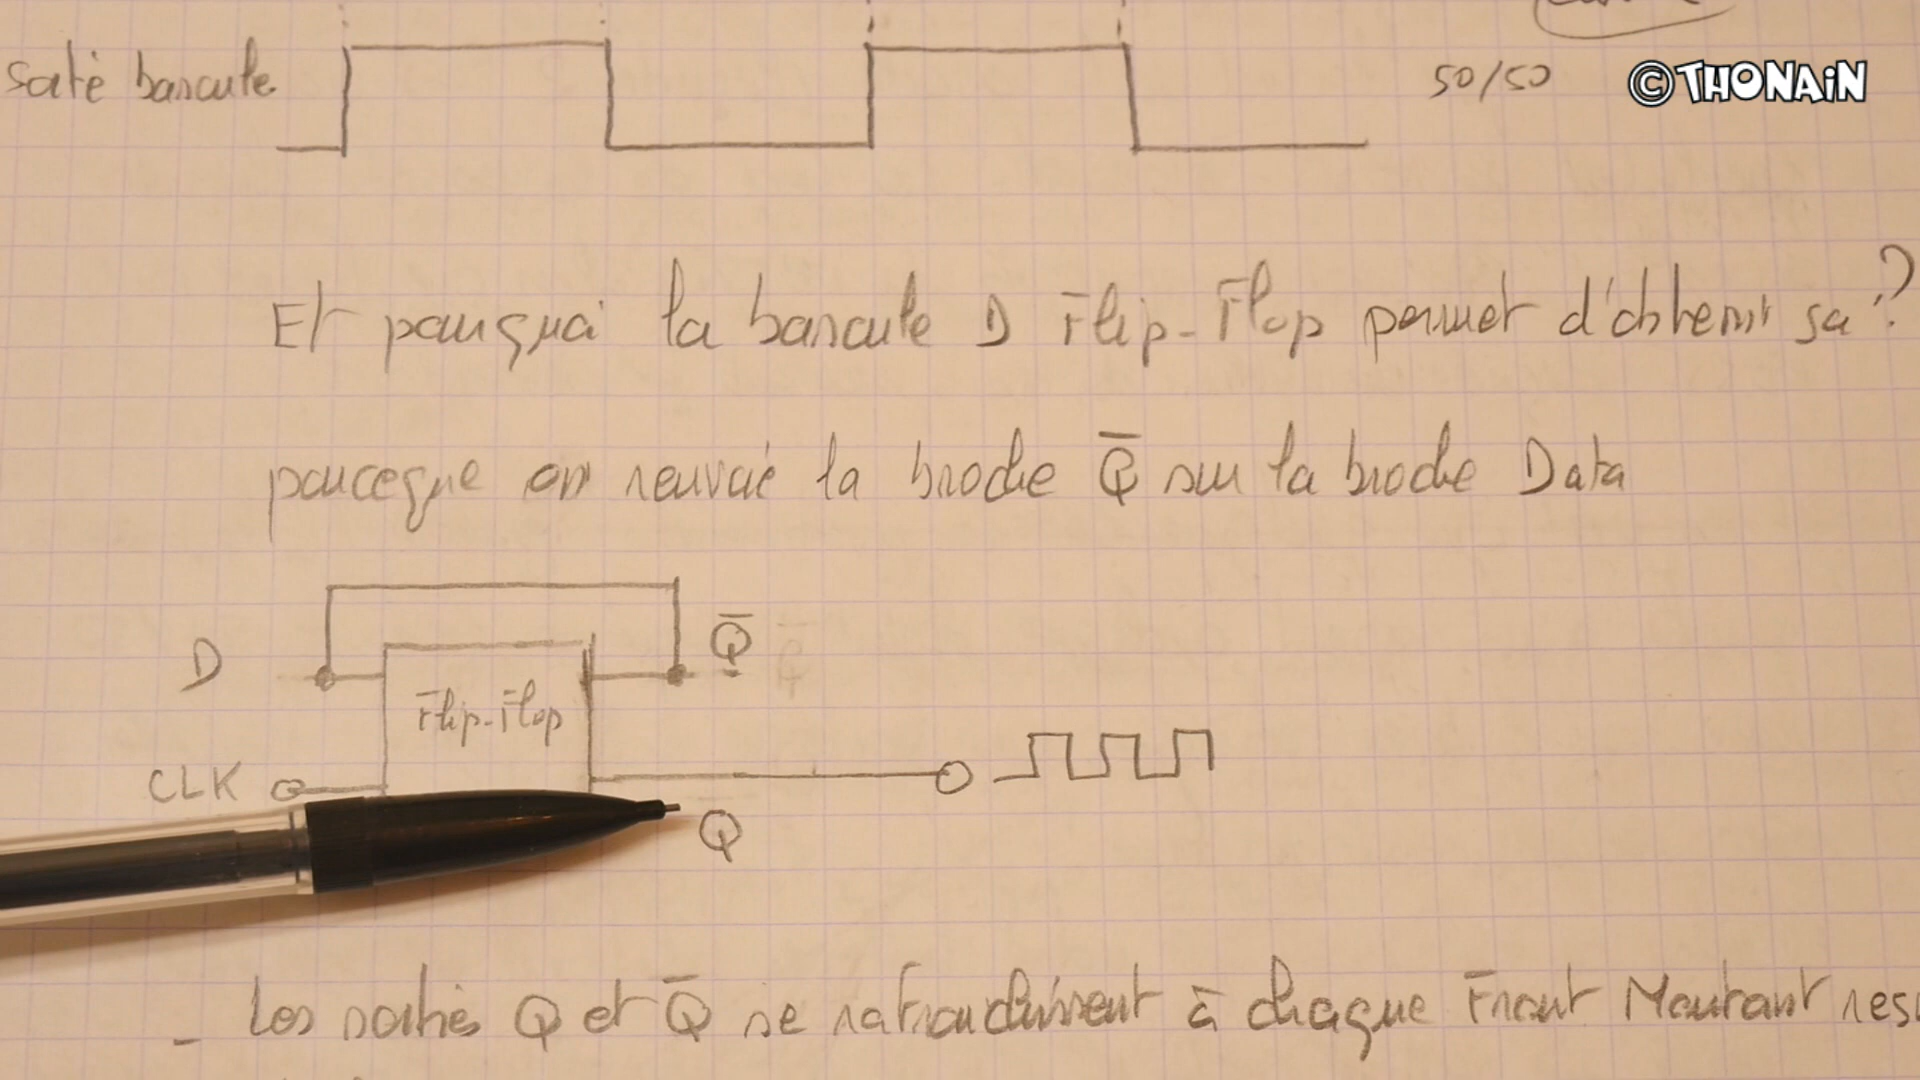 sortie bascule
50/50
©THONAiN
Et pourquoi la bascule D Flip-Flop permet d'obtenir sa ?
parceque on renvoie la broche Q̅ sur la broche Data
D
Q̅
Flip-Flop
CLK
Q
- Les sorties Q et Q̅ se rafraichissent à chaque Front Montant